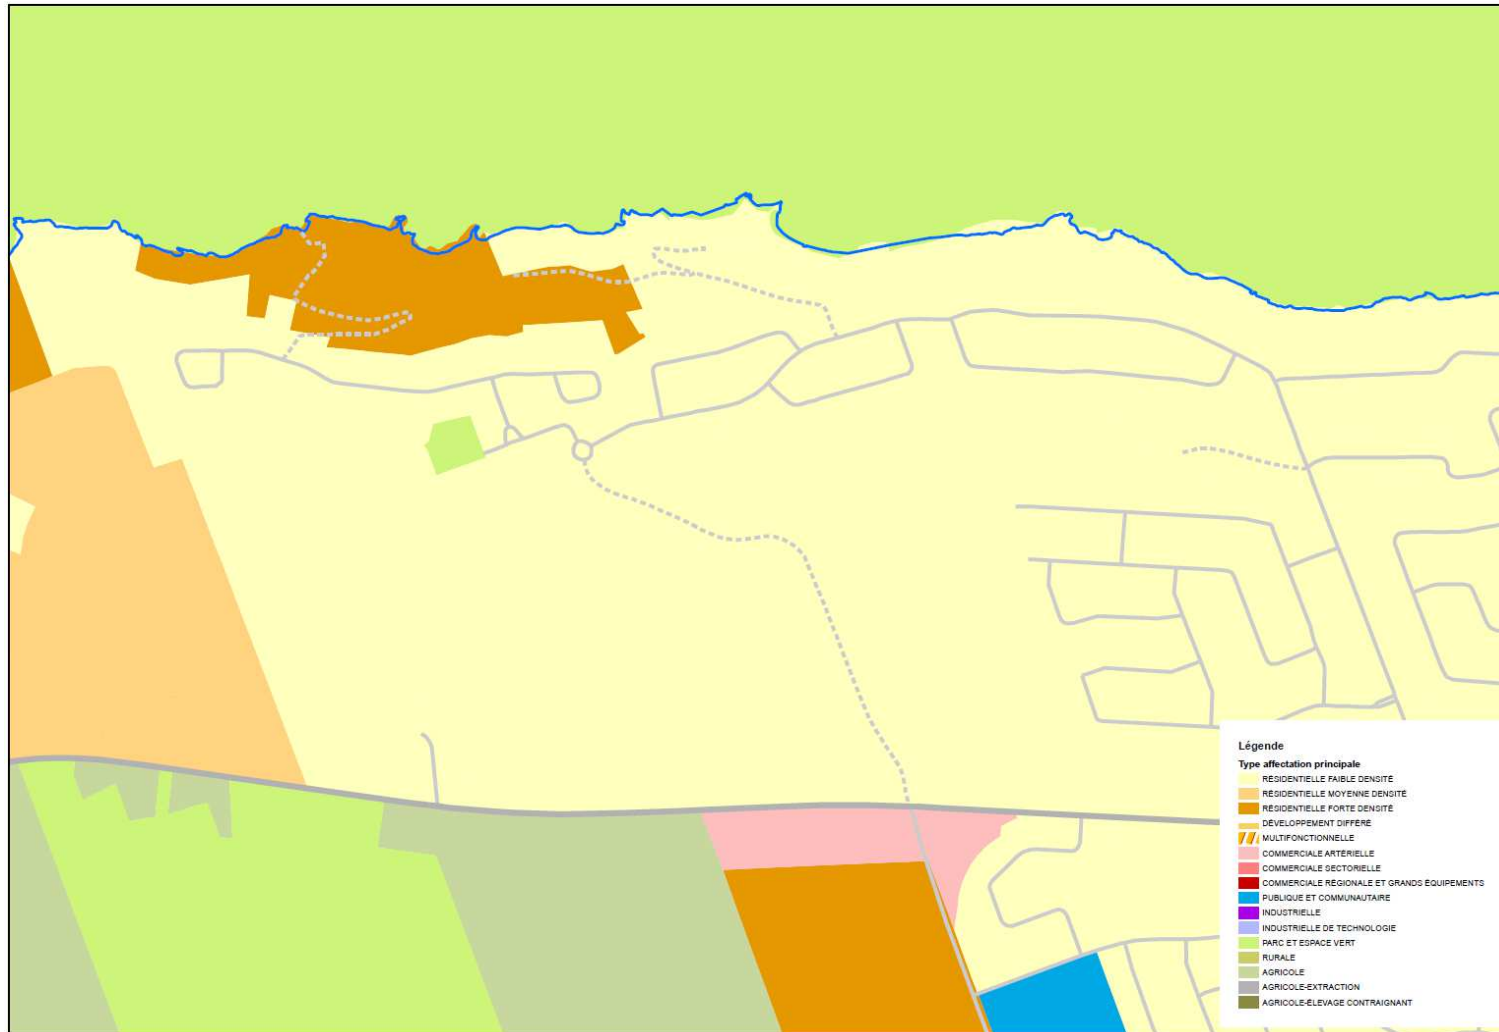 Légende
Type affectation principale
RÉSIDENTIELLE FAIBLE DENSITÉ
RÉSIDENTIELLE MOYENNE DENSITÉ
RÉSIDENTIELLE FORTE DENSITÉ
DÉVELOPPEMENT DIFFÉRÉ
MULTIFONCTIONNELLE
COMMERCIALE ARTÉRIELLE
COMMERCIALE SECTORIELLE
COMMERCIALE RÉGIONALE ET GRANDS ÉQUIPEMENTS
PUBLIQUE ET COMMUNAUTAIRE
INDUSTRIELLE
INDUSTRIELLE DE TECHNOLOGIE
PARC ET ESPACE VERT
RURALE
AGRICOLE
AGRICOLE-EXTRACTION
AGRICOLE-ÉLEVAGE CONTRAIGNANT